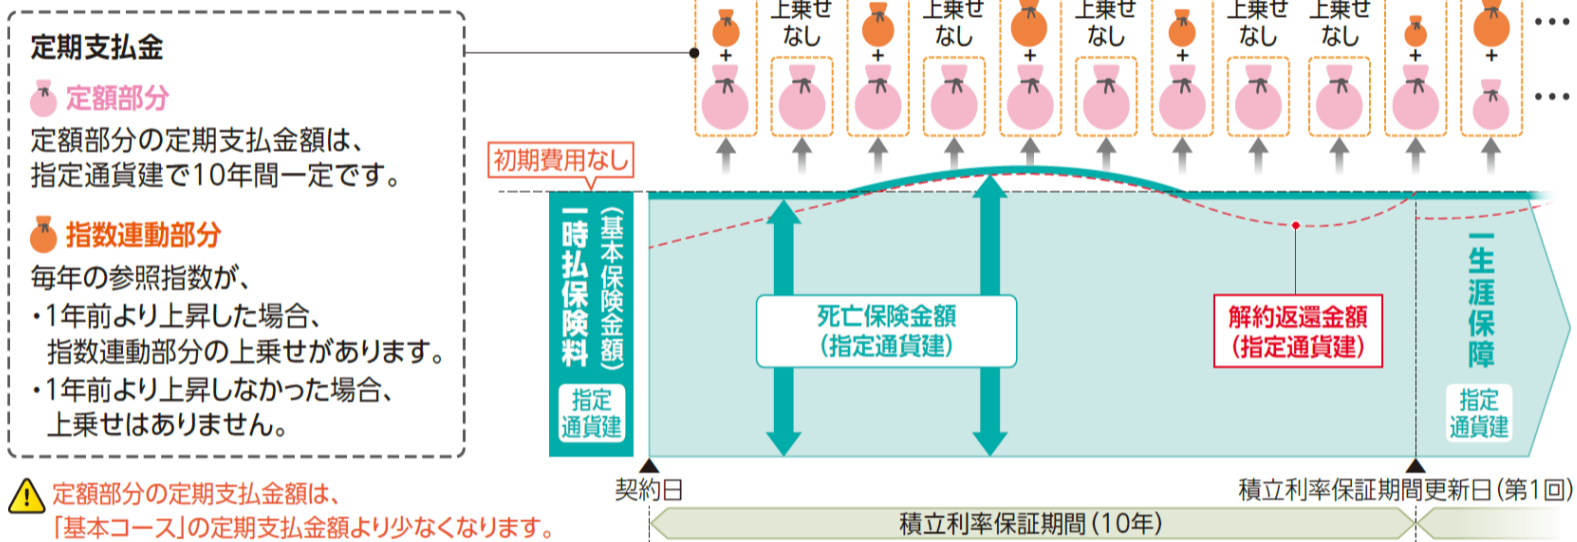 定期支払金
定額部分
定額部分の定期支払金額は、
指定通貨建で10年間一定です。
指数連動部分
毎年の参照指数が、
・1年前より上昇した場合、
指数連動部分の上乗せがあります。
・1年前より上昇しなかった場合、
上乗せはありません。
定額部分の定期支払金額は、
「基本コース」の定期支払金額より少なくなります。
+
上乗せ
なし
+
上乗せ
なし
+
上乗せ
なし
+
上乗せ
なし
上乗せ
なし
+
+
…
…
初期費用なし
一時払保険料
(基本保険金額)
指定
通貨建
死亡保険金額
(指定通貨建)
解約返還金額
(指定通貨建)
一生涯保障
指定
通貨建
契約日
積立利率保証期間更新日(第1回)
積立利率保証期間(10年)